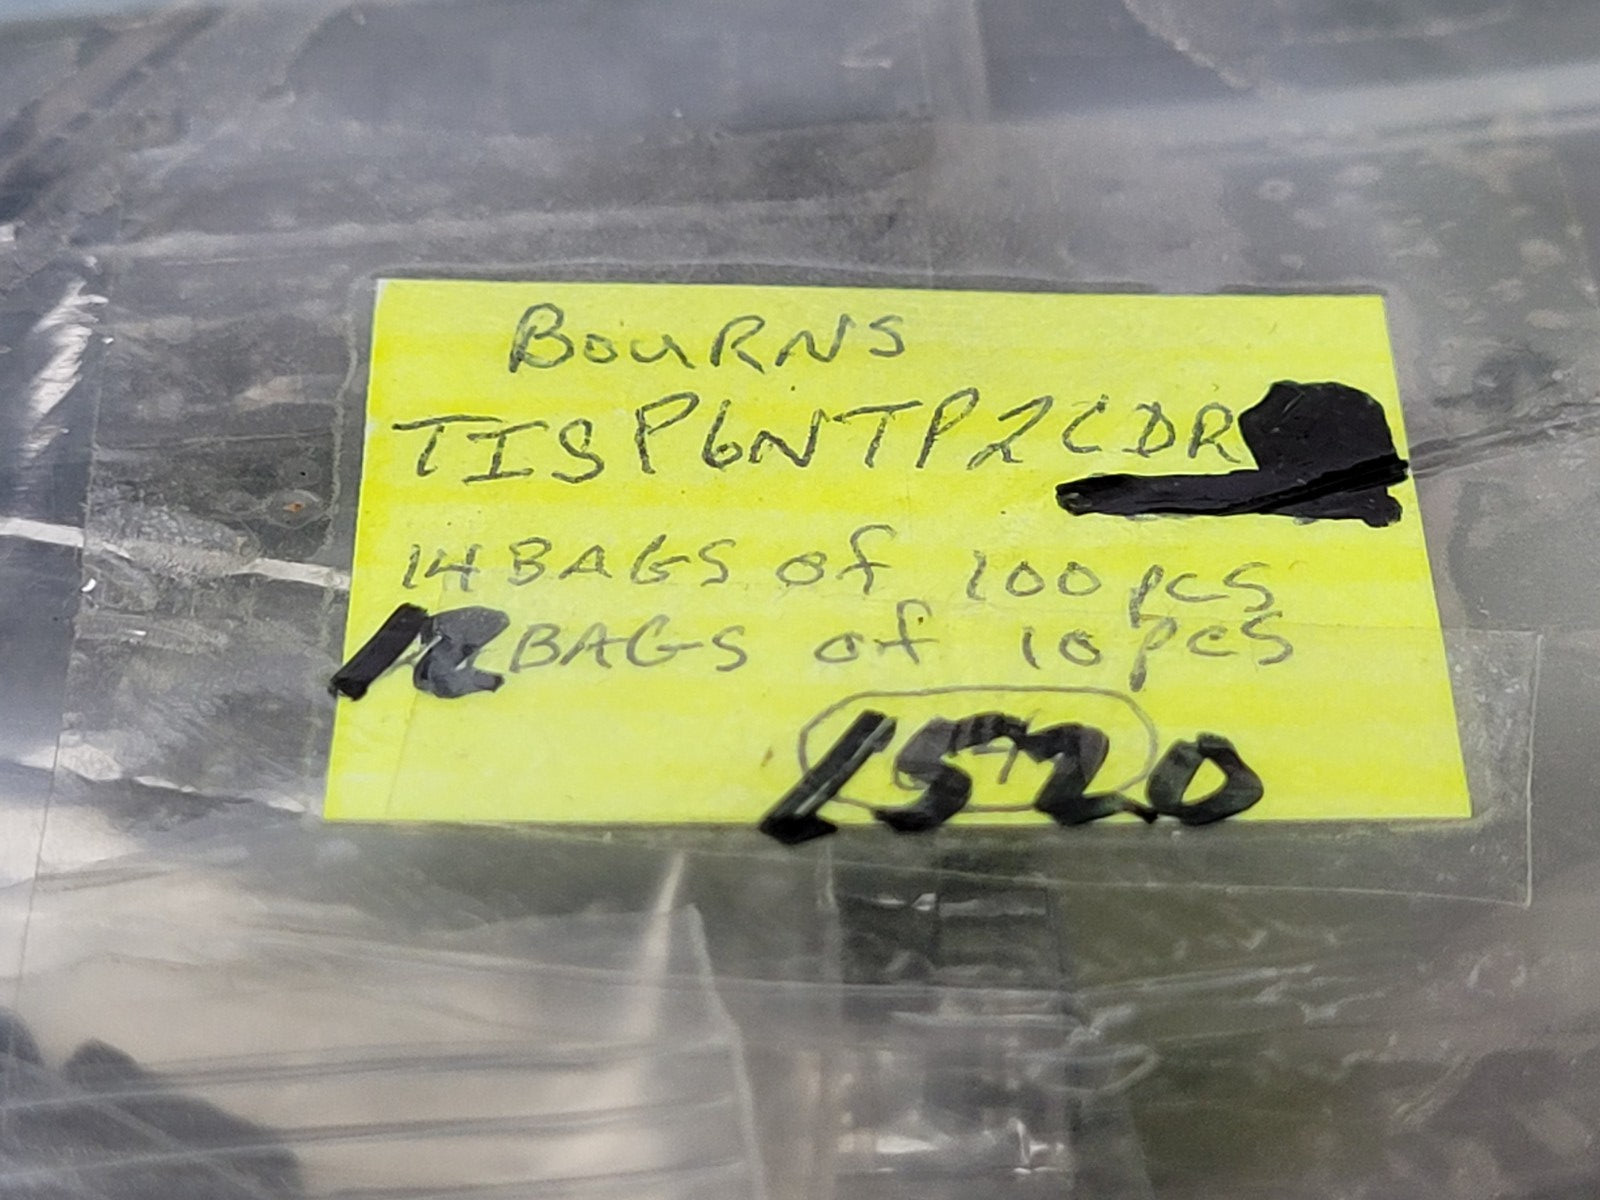 BOURNS
TISP6NTP2CDR
14 BAGS of 100 pcs
12 BAGS of 10 pcs
1520